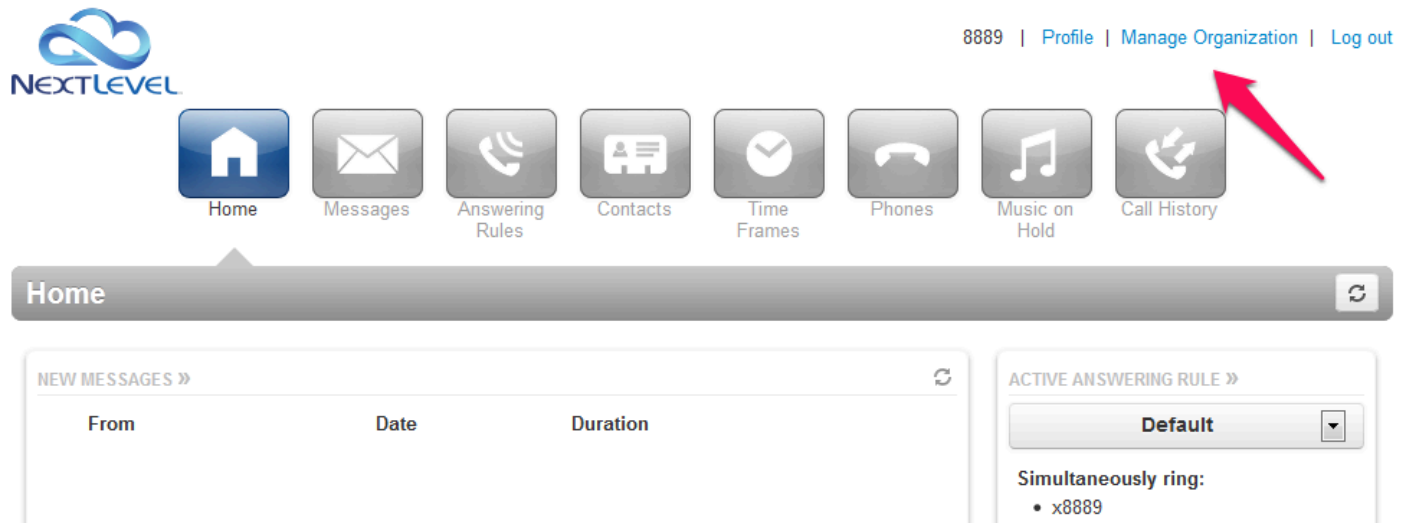 8889 | Profile | Manage Organization | Log out
NEXTLEVEL
Home
Messages
Answering
Rules
Contacts
Time
Frames
Phones
Music on
Hold
Call History
Home
NEW MESSAGES »
From Date Duration
ACTIVE ANSWERING RULE »
Default
Simultaneously ring:
• x8889